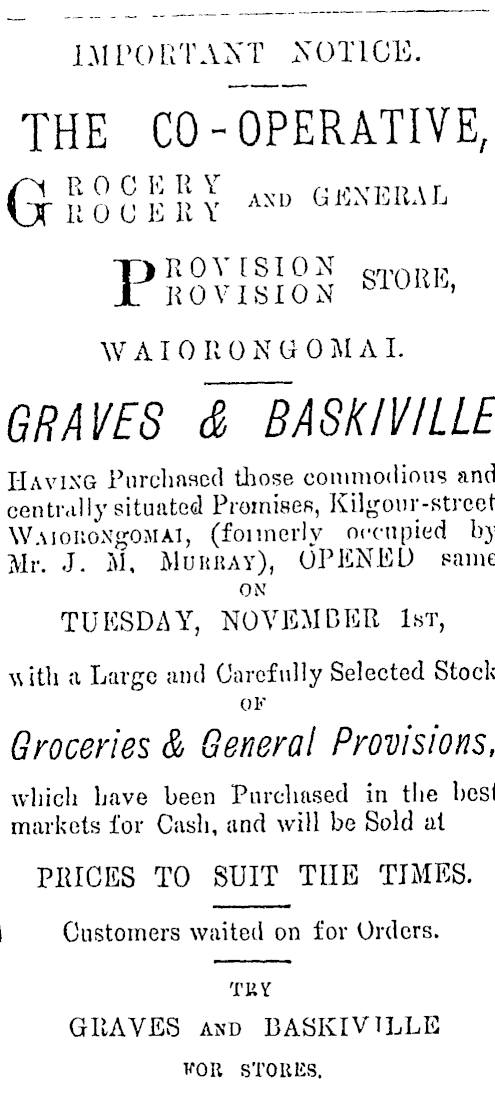 IMPORTANT NOTICE.
THE CO-OPERATIVE,
GROCERY
GROCERY AND GENERAL
PROVISION
PROVISION STORE,
WAIORONGOMAI.
GRAVES & BASKIVILLE
HAVING Purchased those commodious and
centrally situated Premises, Kilgour-street
WAIORONGOMAI, (formerly occupied by
Mr. J. M. MURRAY), OPENED same
ON
TUESDAY, NOVEMBER 1ST,
with a Large and Carefully Selected Stock
OF
Groceries & General Provisions,
which have been Purchased in the best
markets for Cash, and will be Sold at
PRICES TO SUIT THE TIMES.
Customers waited on for Orders.
TRY
GRAVES AND BASKIVILLE
FOR STORES.